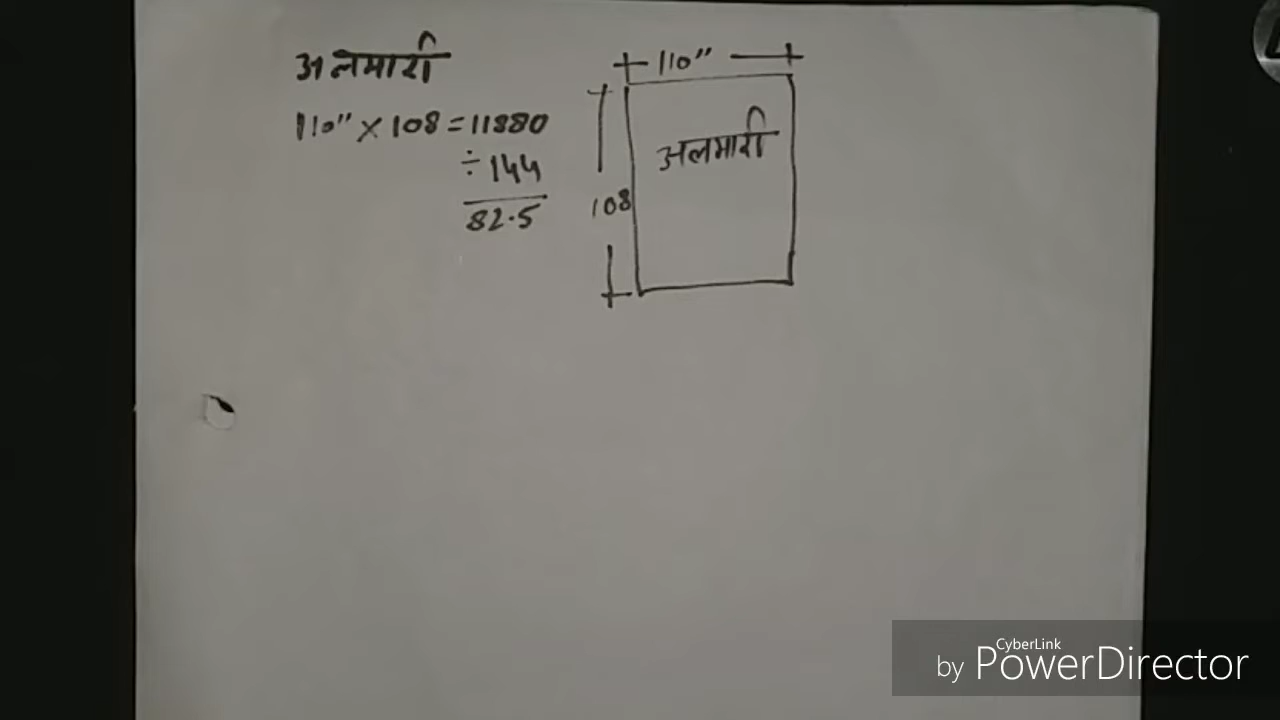 अलमारी
110" × 108 = 11880
÷ 144
82.5
110"
अलमारी
108
CyberLink
by PowerDirector